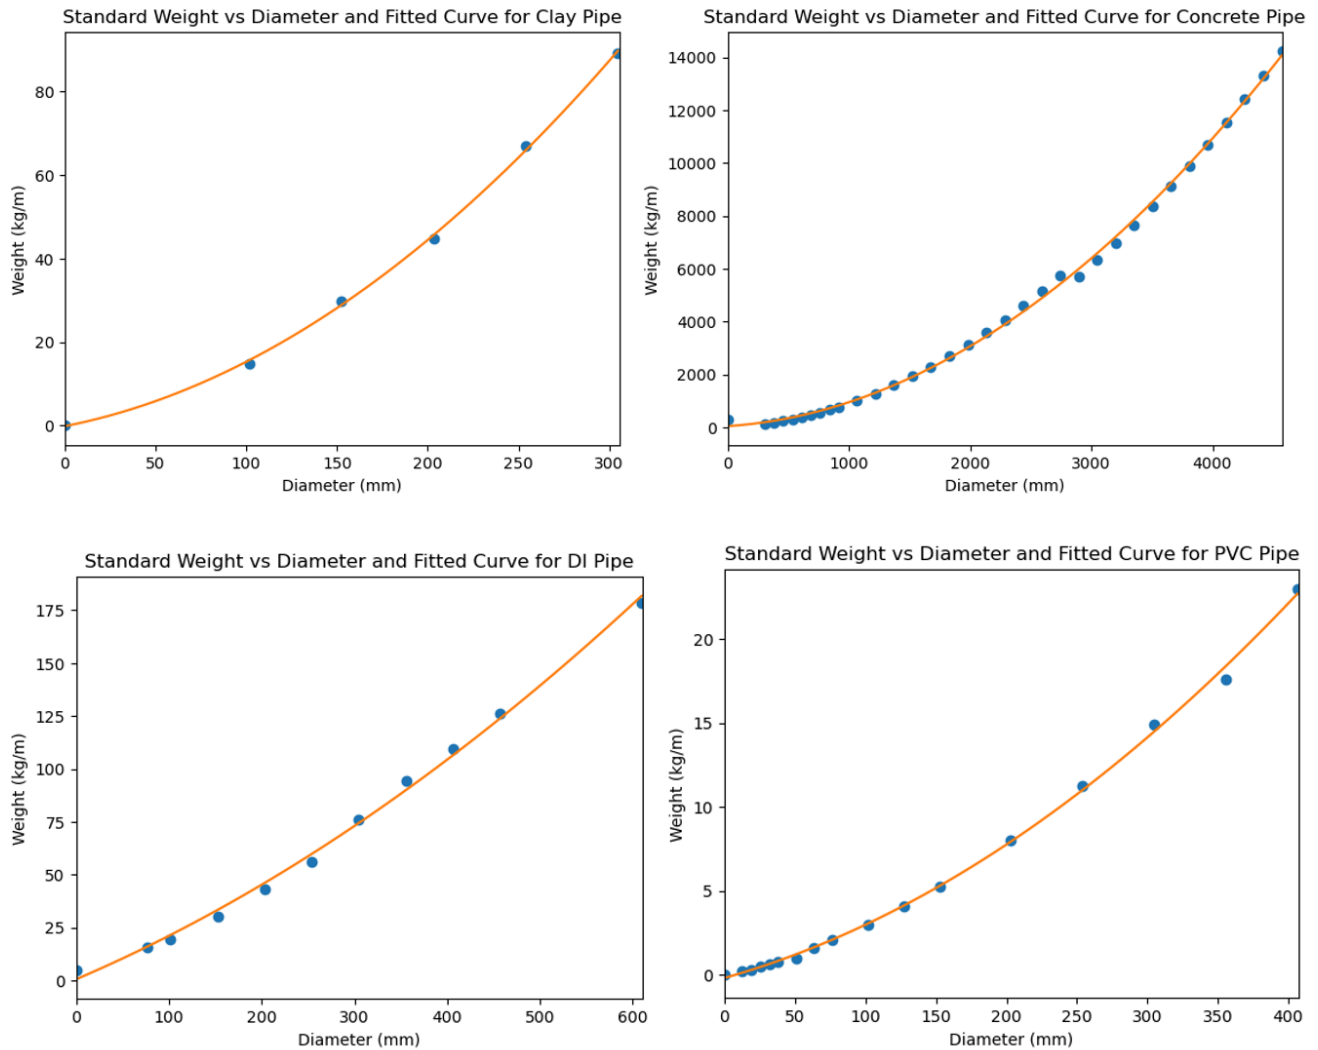 Standard Weight vs Diameter and Fitted Curve for Clay Pipe
80
60
40
20
0
Weight (kg/m)
0 50 100 150 200 250 300
Diameter (mm)
Standard Weight vs Diameter and Fitted Curve for Concrete Pipe
14000
12000
10000
8000
6000
4000
2000
0
Weight (kg/m)
0 1000 2000 3000 4000
Diameter (mm)
Standard Weight vs Diameter and Fitted Curve for DI Pipe
175
150
125
100
75
50
25
0
Weight (kg/m)
0 100 200 300 400 500 600
Diameter (mm)
Standard Weight vs Diameter and Fitted Curve for PVC Pipe
20
15
10
5
0
Weight (kg/m)
0 50 100 150 200 250 300 350 400
Diameter (mm)